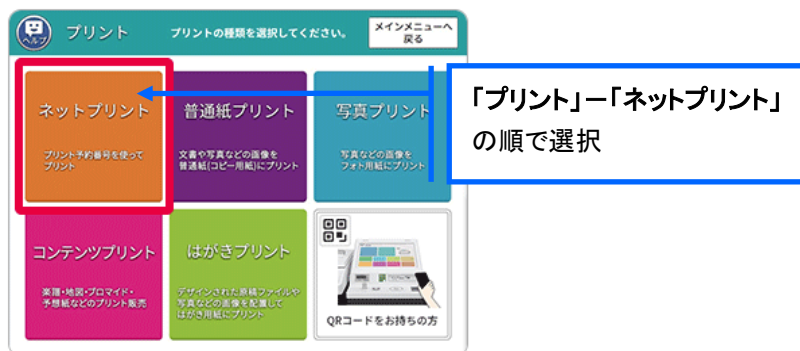 ヘルプ
プリント
プリントの種類を選択してください。
メインメニューへ
戻る
ネットプリント
プリント予約番号を使って
プリント
普通紙プリント
文書や写真などの画像を
普通紙(コピー用紙)にプリント
写真プリント
写真などの画像を
フォト用紙にプリント
「プリント」－「ネットプリント」
の順で選択
コンテンツプリント
楽譜・地図・ブロマイド・
予想紙などのプリント販売
はがきプリント
デザインされた原稿ファイルや
写真などの画像を配置して
はがき用紙にプリント
QRコードをお持ちの方